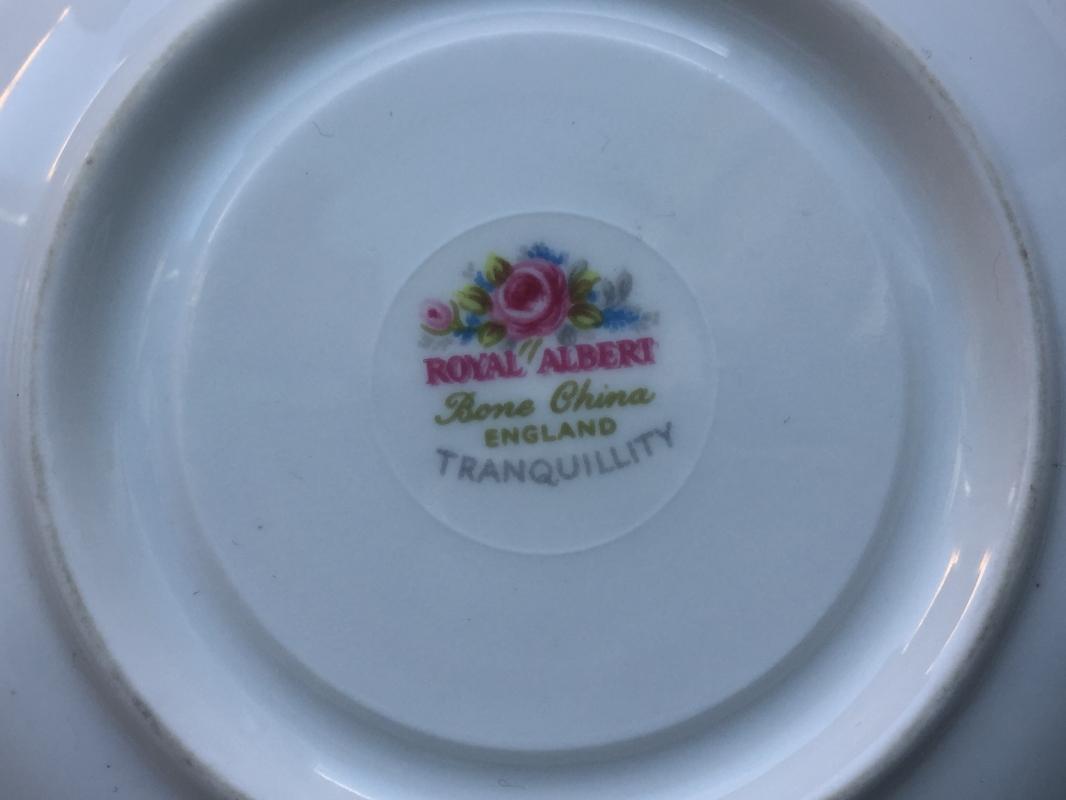 ROYAL ALBERT
Bone China
ENGLAND
TRANQUILLITY